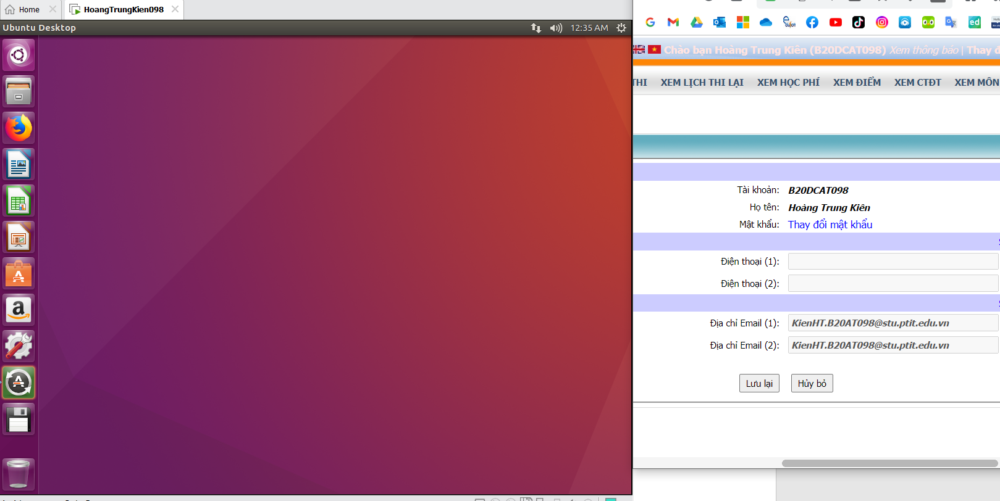 Home
HoangTrungKien098
Ubuntu Desktop
12:35 AM
Chào bạn Hoàng Trung Kiên (B20DCAT098) Xem thông báo | Thay
THI XEM LỊCH THI LẠI XEM HỌC PHÍ XEM ĐIỂM XEM CTĐT XEM MÔN
Tài khoản: B20DCAT098
Họ tên: Hoàng Trung Kiên
Mật khẩu: Thay đổi mật khẩu
Điện thoại (1):
Điện thoại (2):
Địa chỉ Email (1): KienHT.B20AT098@stu.ptit.edu.vn
Địa chỉ Email (2): KienHT.B20AT098@stu.ptit.edu.vn
Lưu lại Hủy bỏ